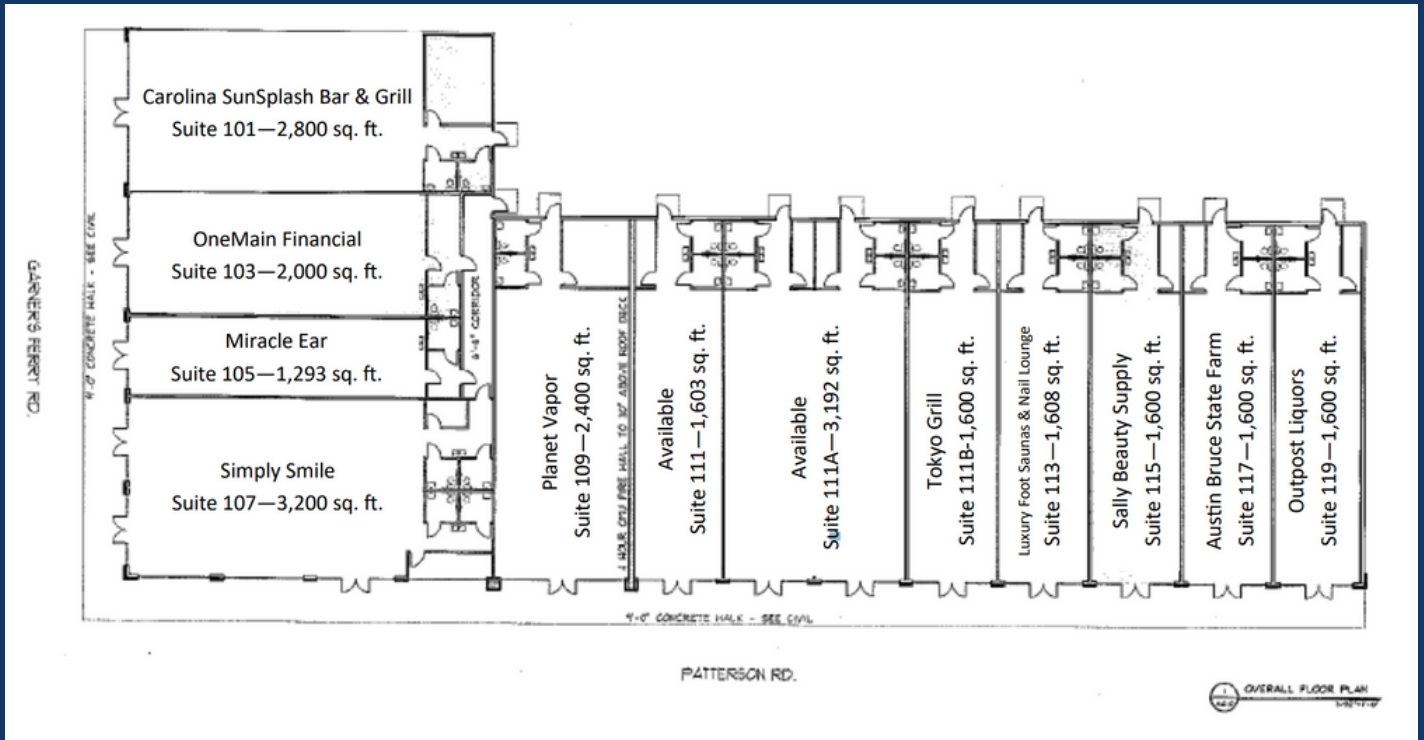 Carolina SunSplash Bar & Grill
Suite 101—2,800 sq. ft.
OneMain Financial
Suite 103—2,000 sq. ft.
Miracle Ear
Suite 105—1,293 sq. ft.
Simply Smile
Suite 107—3,200 sq. ft.
GARNERS FERRY RD.
9'-0" CONCRETE WALK - SEE CIVIL
CORRIDOR
Planet Vapor
Suite 109—2,400 sq. ft.
HOUR CMU FIRE WALL TO 30" ABOVE ROOF DECK
Available
Suite 111—1,603 sq. ft.
Available
Suite 111A—3,192 sq. ft.
Tokyo Grill
Suite 111B-1,600 sq. ft.
Luxury Foot Saunas & Nail Lounge
Suite 113—1,608 sq. ft.
Sally Beauty Supply
Suite 115—1,600 sq. ft.
Austin Bruce State Farm
Suite 117—1,600 sq. ft.
Outpost Liquors
Suite 119—1,600 sq. ft.
9'-0" CONCRETE WALK - SEE CIVIL
PATTERSON RD.
1
OVERALL FLOOR PLAN